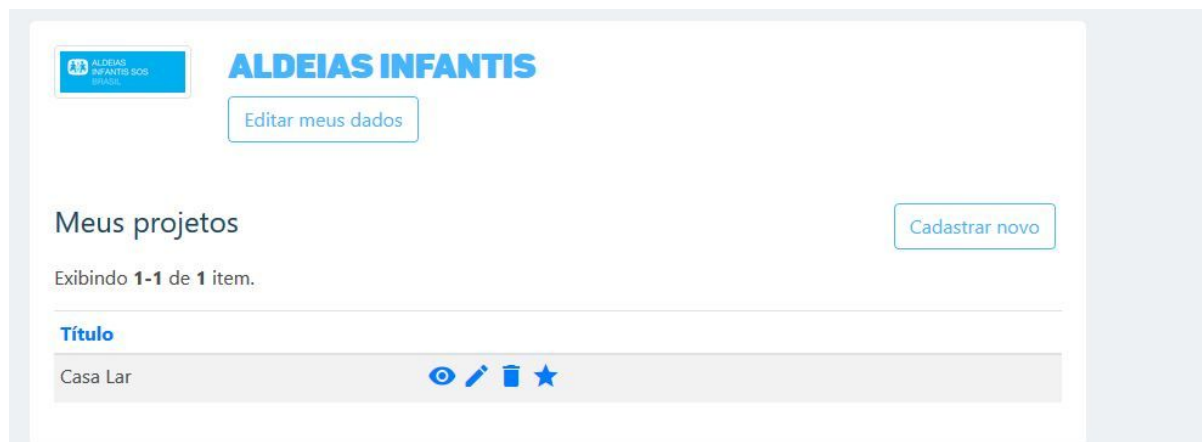 ALDEIAS
INFANTIS SOS
BRASIL
ALDEIAS INFANTIS
Editar meus dados
Meus projetos
Cadastrar novo
Exibindo 1-1 de 1 item.
Título
Casa Lar